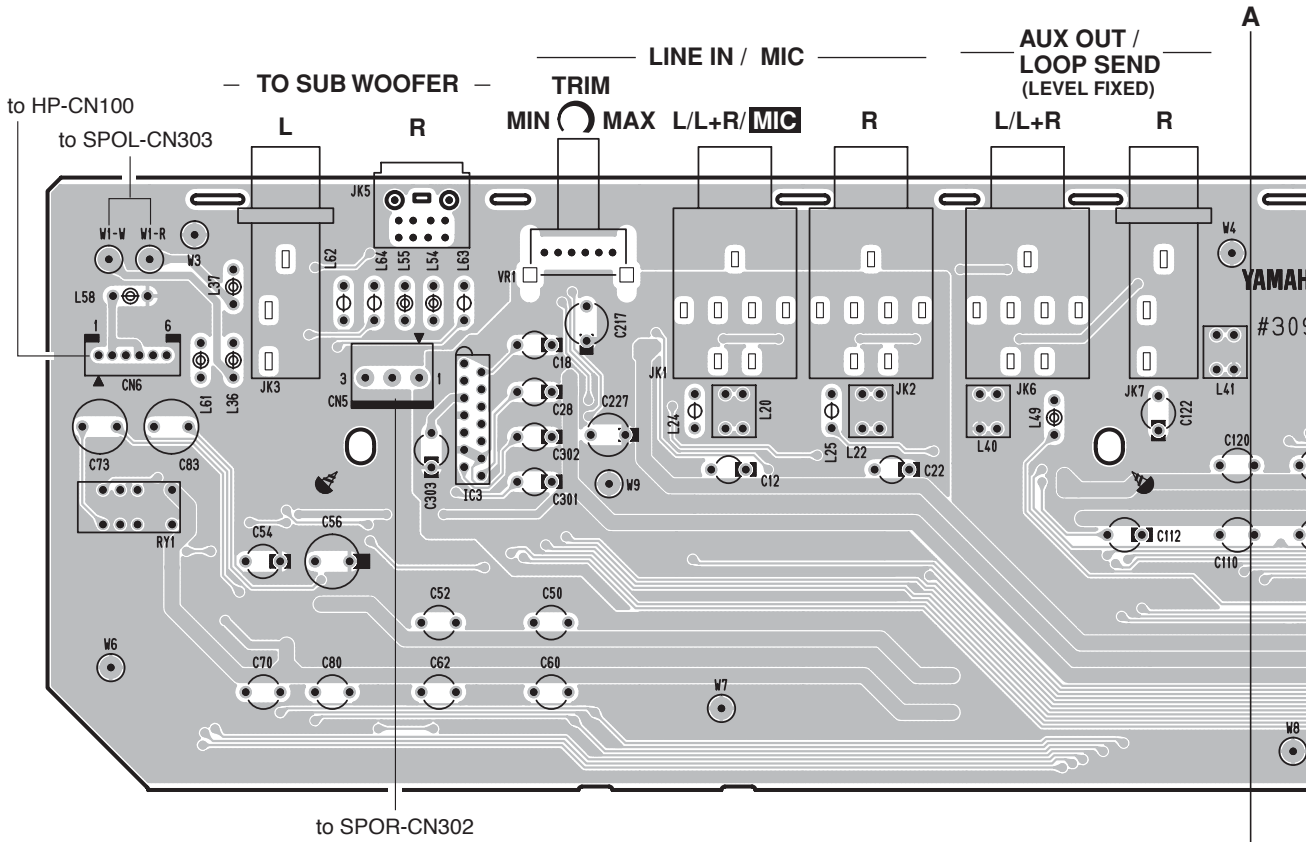 A
AUX OUT /
LINE IN / MIC
LOOP SEND
TO SUB WOOFER
TRIM
(LEVEL FIXED)
to HP-CN100
L
R
MIN
MAX
L/L+R/MIC
R
L/L+R
R
to SPOL-CN303
JK5
W1-W
W1-R
W3
L62
L64
L55
L54
L63
W4
L37
VR1
YAMAH
L58
C217
#309
1
6
CN6
L61
L36
JK3
3
1
CN5
C18
JK1
JK2
JK6
JK7
L41
C28
L24
L20
L25
L22
L40
L49
C122
C73
C83
C227
C302
C120
C303
IC3
C301
W9
C12
C22
RY1
C54
C56
C112
C110
C52
C50
W6
C70
C80
C62
C60
W7
W8
to SPOR-CN302